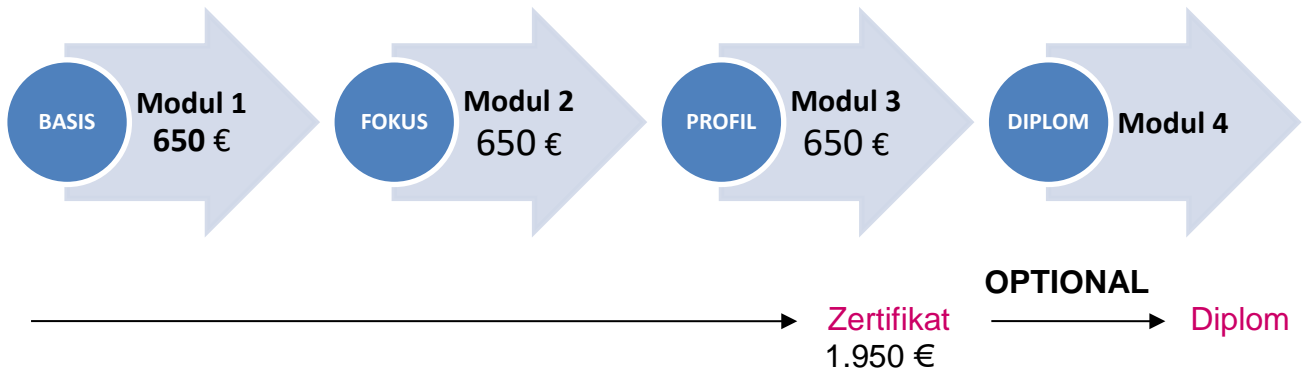 BASIS
Modul 1
650 €
FOKUS
Modul 2
650 €
PROFIL
Modul 3
650 €
DIPLOM
Modul 4
OPTIONAL
Zertifikat
1.950 €
Diplom